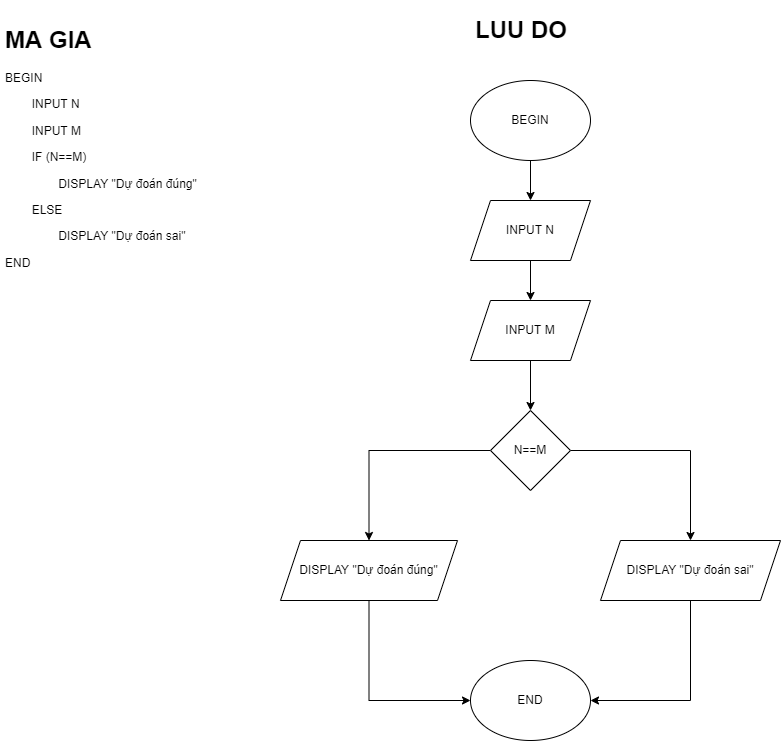 MA GIA
BEGIN
INPUT N
INPUT M
IF (N==M)
DISPLAY "Dự đoán đúng"
ELSE
DISPLAY "Dự đoán sai"
END
LUU DO
BEGIN
INPUT N
INPUT M
N==M
DISPLAY "Dự đoán đúng"
DISPLAY "Dự đoán sai"
END